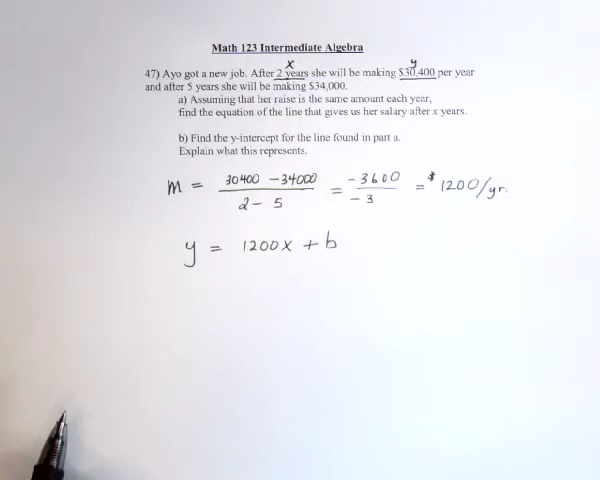 Math 123 Intermediate Algebra
x y
47) Ayo got a new job. After 2 years she will be making $30,400 per year
and after 5 years she will be making $34,000.
a) Assuming that her raise is the same amount each year,
find the equation of the line that gives us her salary after x years.
b) Find the y-intercept for the line found in part a.
Explain what this represents.
m = (30400 - 34000) / (2 - 5) = -3600 / -3 = $1200/yr.
y = 1200x + b